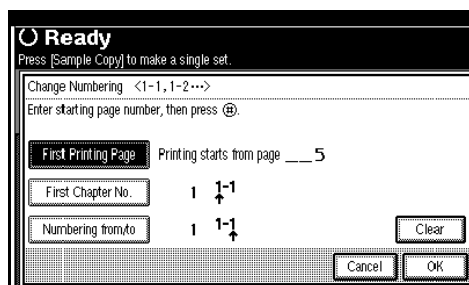 Ready
Press [Sample Copy] to make a single set.
Change Numbering <1-1,1-2···>
Enter starting page number, then press (#).
First Printing Page Printing starts from page __5
First Chapter No. 1 1-1
Numbering from/to 1 1-1 Clear
Cancel OK